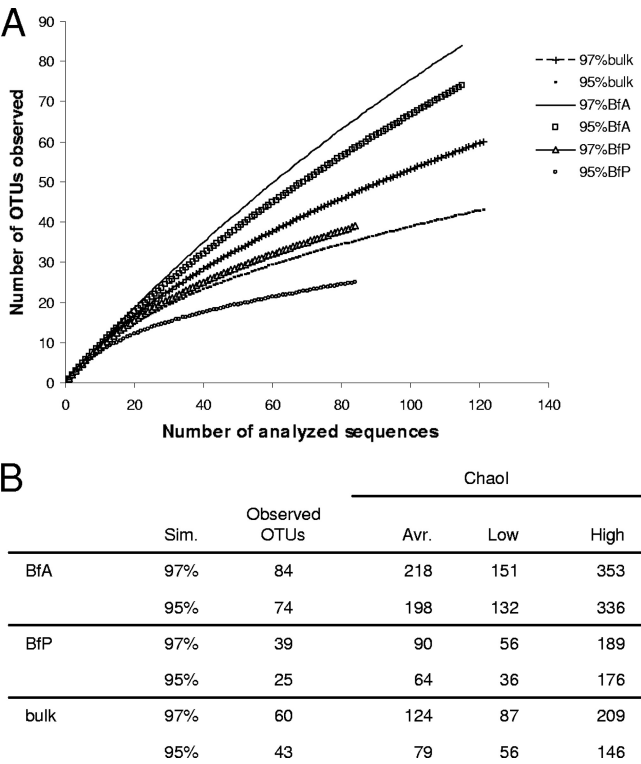 A
90
80
70
60
50
40
30
20
10
0
Number of OTUs observed
0 20 40 60 80 100 120 140
Number of analyzed sequences
97%bulk
95%bulk
97%BfA
95%BfA
97%BfP
95%BfP
B
ChaoI
Sim. Observed OTUs Avr. Low High
BfA 97% 84 218 151 353
95% 74 198 132 336
BfP 97% 39 90 56 189
95% 25 64 36 176
bulk 97% 60 124 87 209
95% 43 79 56 146